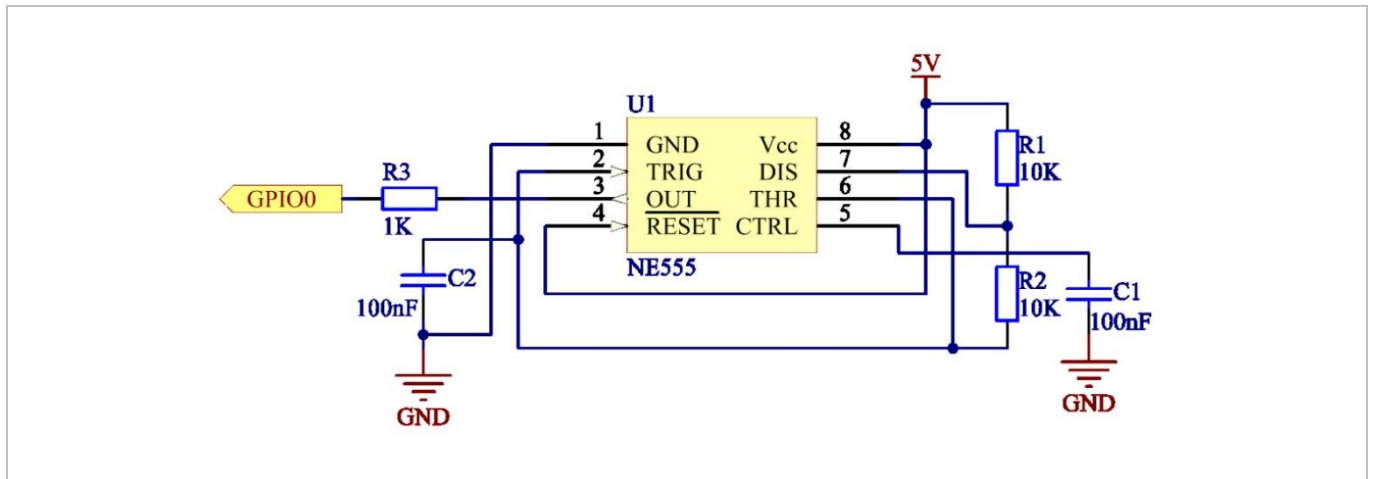 5V
U1
1 GND Vcc 8
2 TRIG DIS 7
3 OUT THR 6
4 RESET CTRL 5
NE555
R3
GPIO0
1K
R1
10K
C2
100nF
R2
10K
C1
100nF
GND
GND